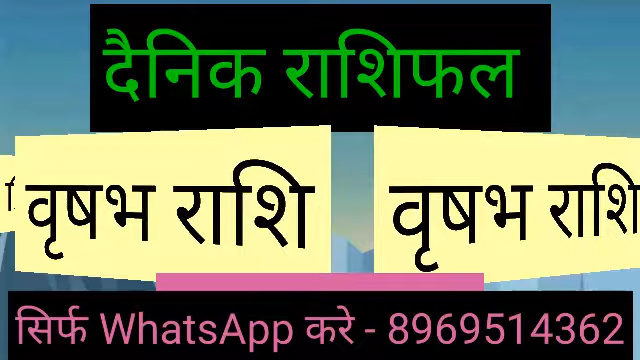 दैनिक राशिफल
वृषभ राशि
वृषभ राशि
सिर्फ WhatsApp करे - 8969514362